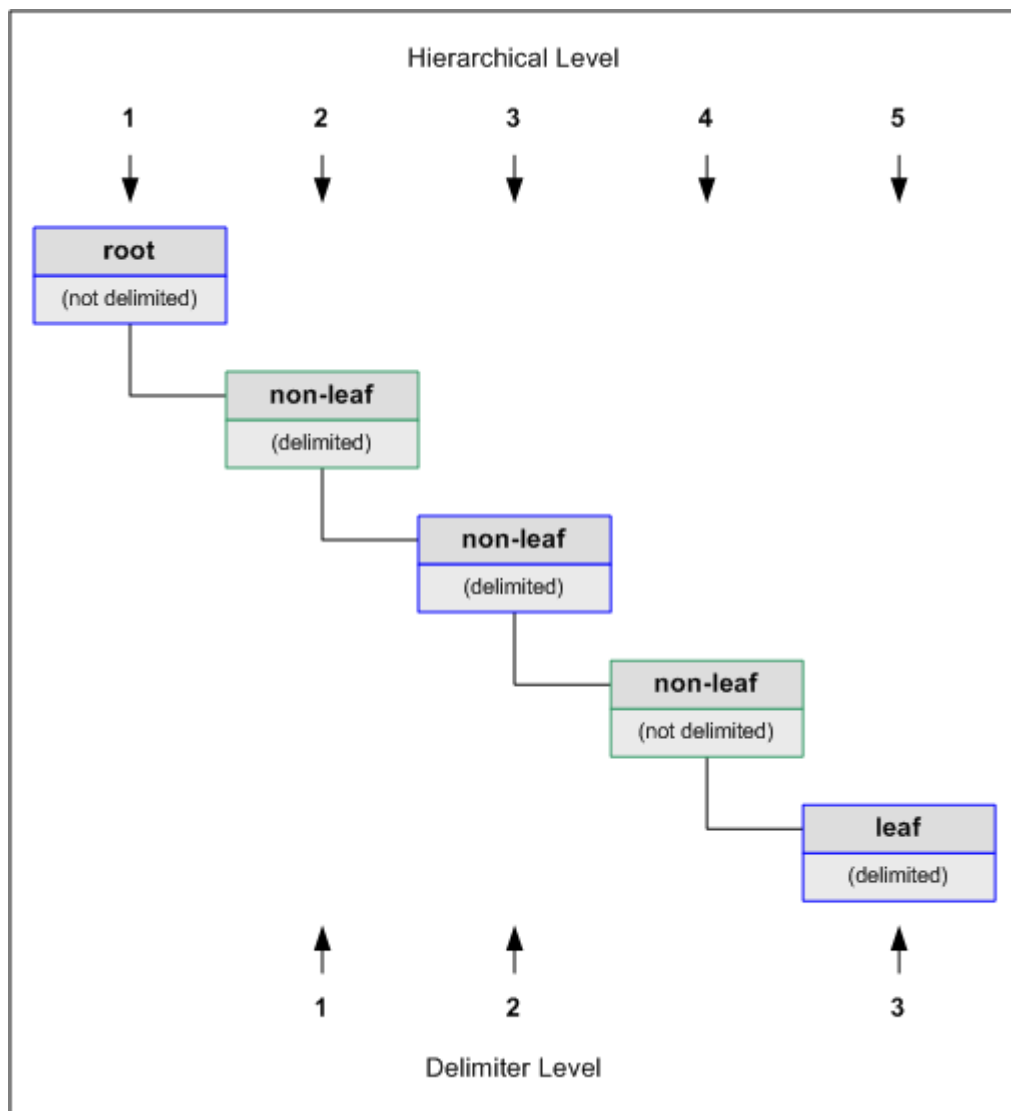 Hierarchical Level
1 2 3 4 5
root
(not delimited)
non-leaf
(delimited)
non-leaf
(delimited)
non-leaf
(not delimited)
leaf
(delimited)
1 2 3
Delimiter Level